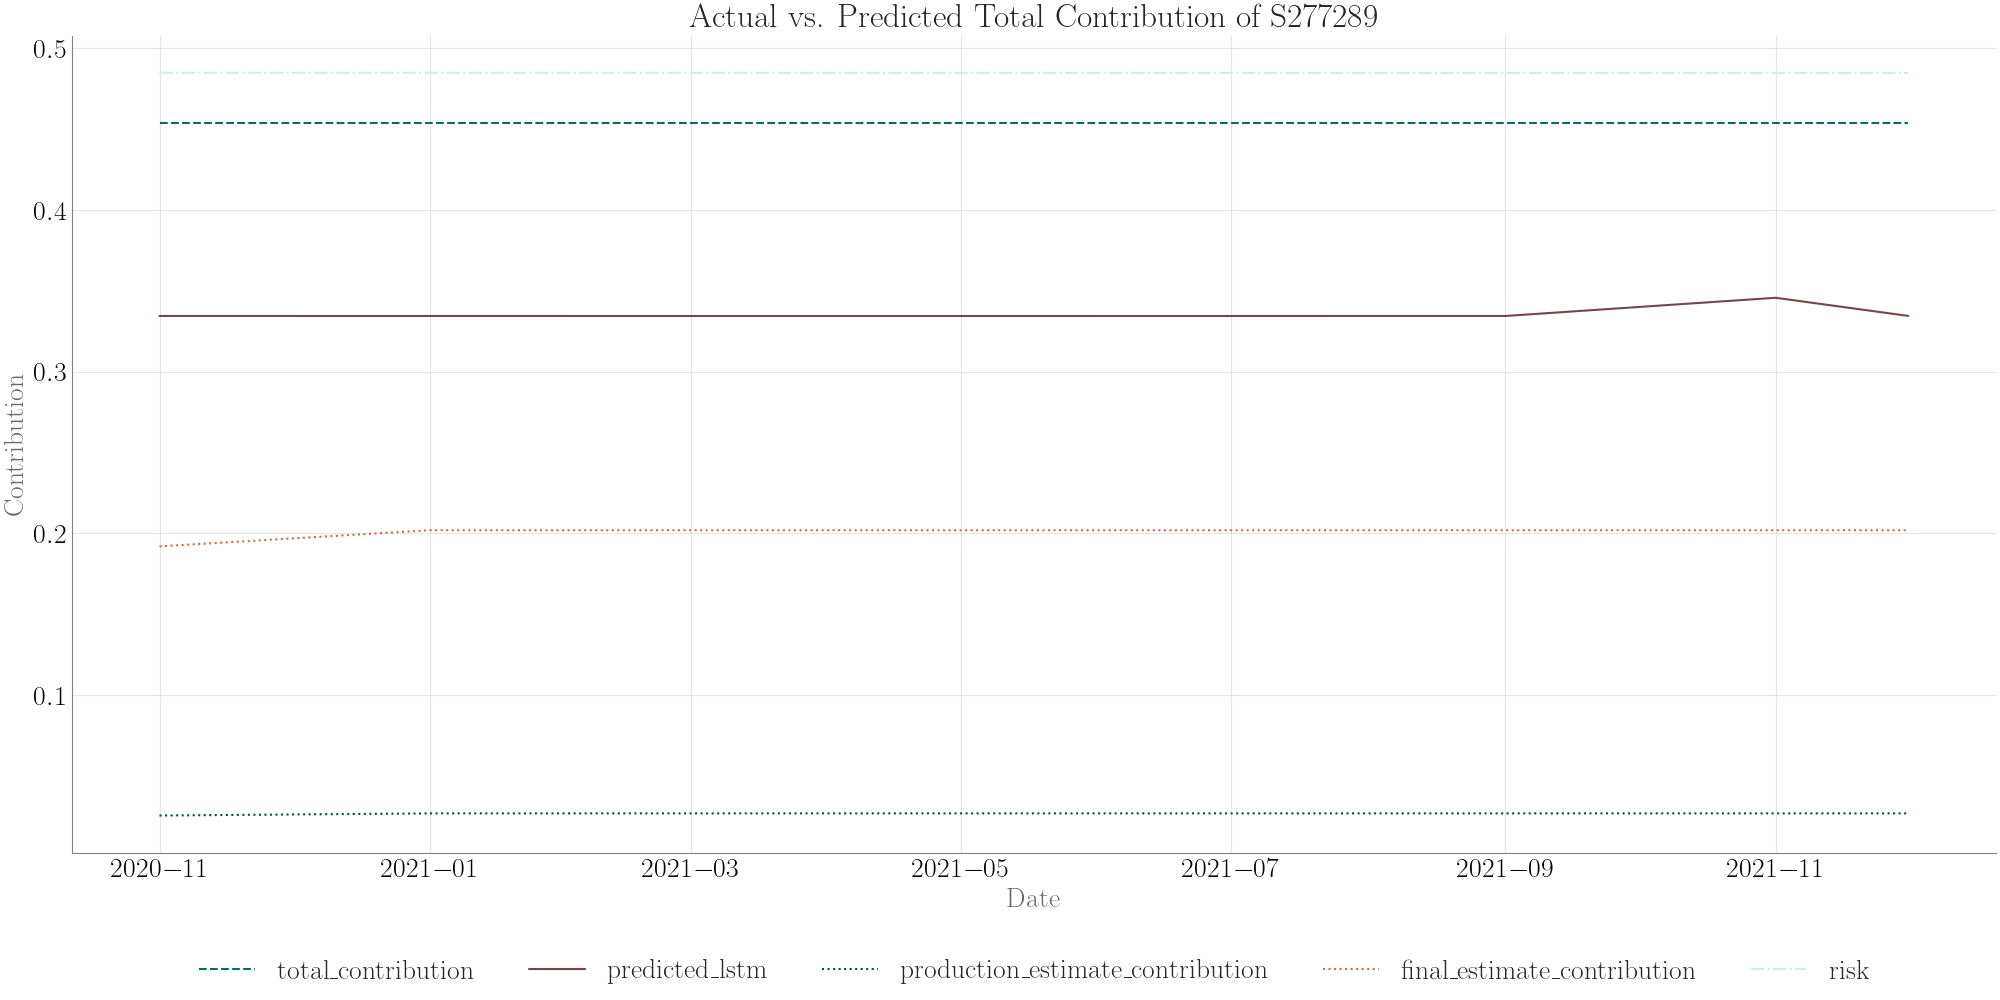 Actual vs. Predicted Total Contribution of S277289
0.5
0.4
0.3
0.2
0.1
Contribution
2020−11 2021−01 2021−03 2021−05 2021−07 2021−09 2021−11
Date
total_contribution predicted_lstm production_estimate_contribution final_estimate_contribution risk